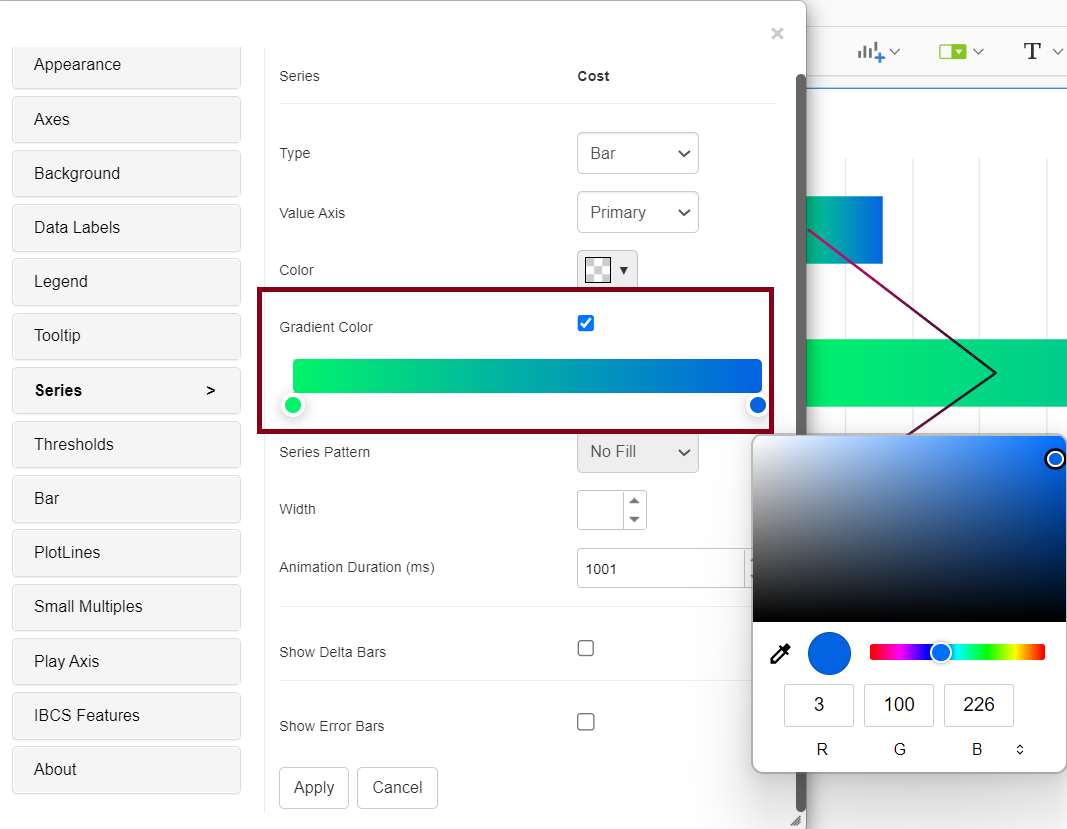 ×
T
Appearance
Axes
Background
Data Labels
Legend
Tooltip
Series >
Thresholds
Bar
PlotLines
Small Multiples
Play Axis
IBCS Features
About
Series Cost
Type Bar
Value Axis Primary
Color
Gradient Color
Series Pattern No Fill
Width
Animation Duration (ms) 1001
Show Delta Bars
Show Error Bars
Apply Cancel
3 100 226
R G B